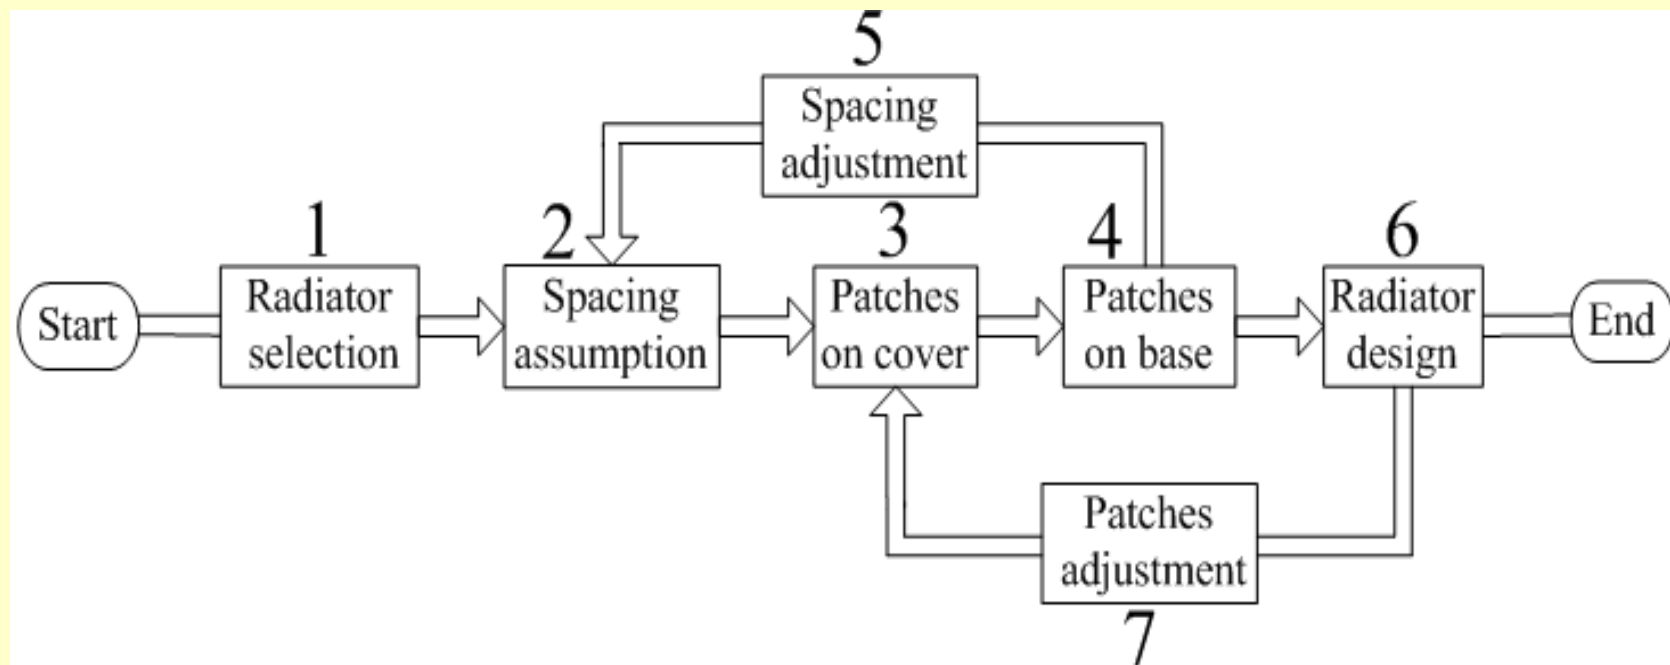 5
Spacing
adjustment
1
2
3
4
6
Start
Radiator
selection
Spacing
assumption
Patches
on cover
Patches
on base
Radiator
design
End
Patches
adjustment
7